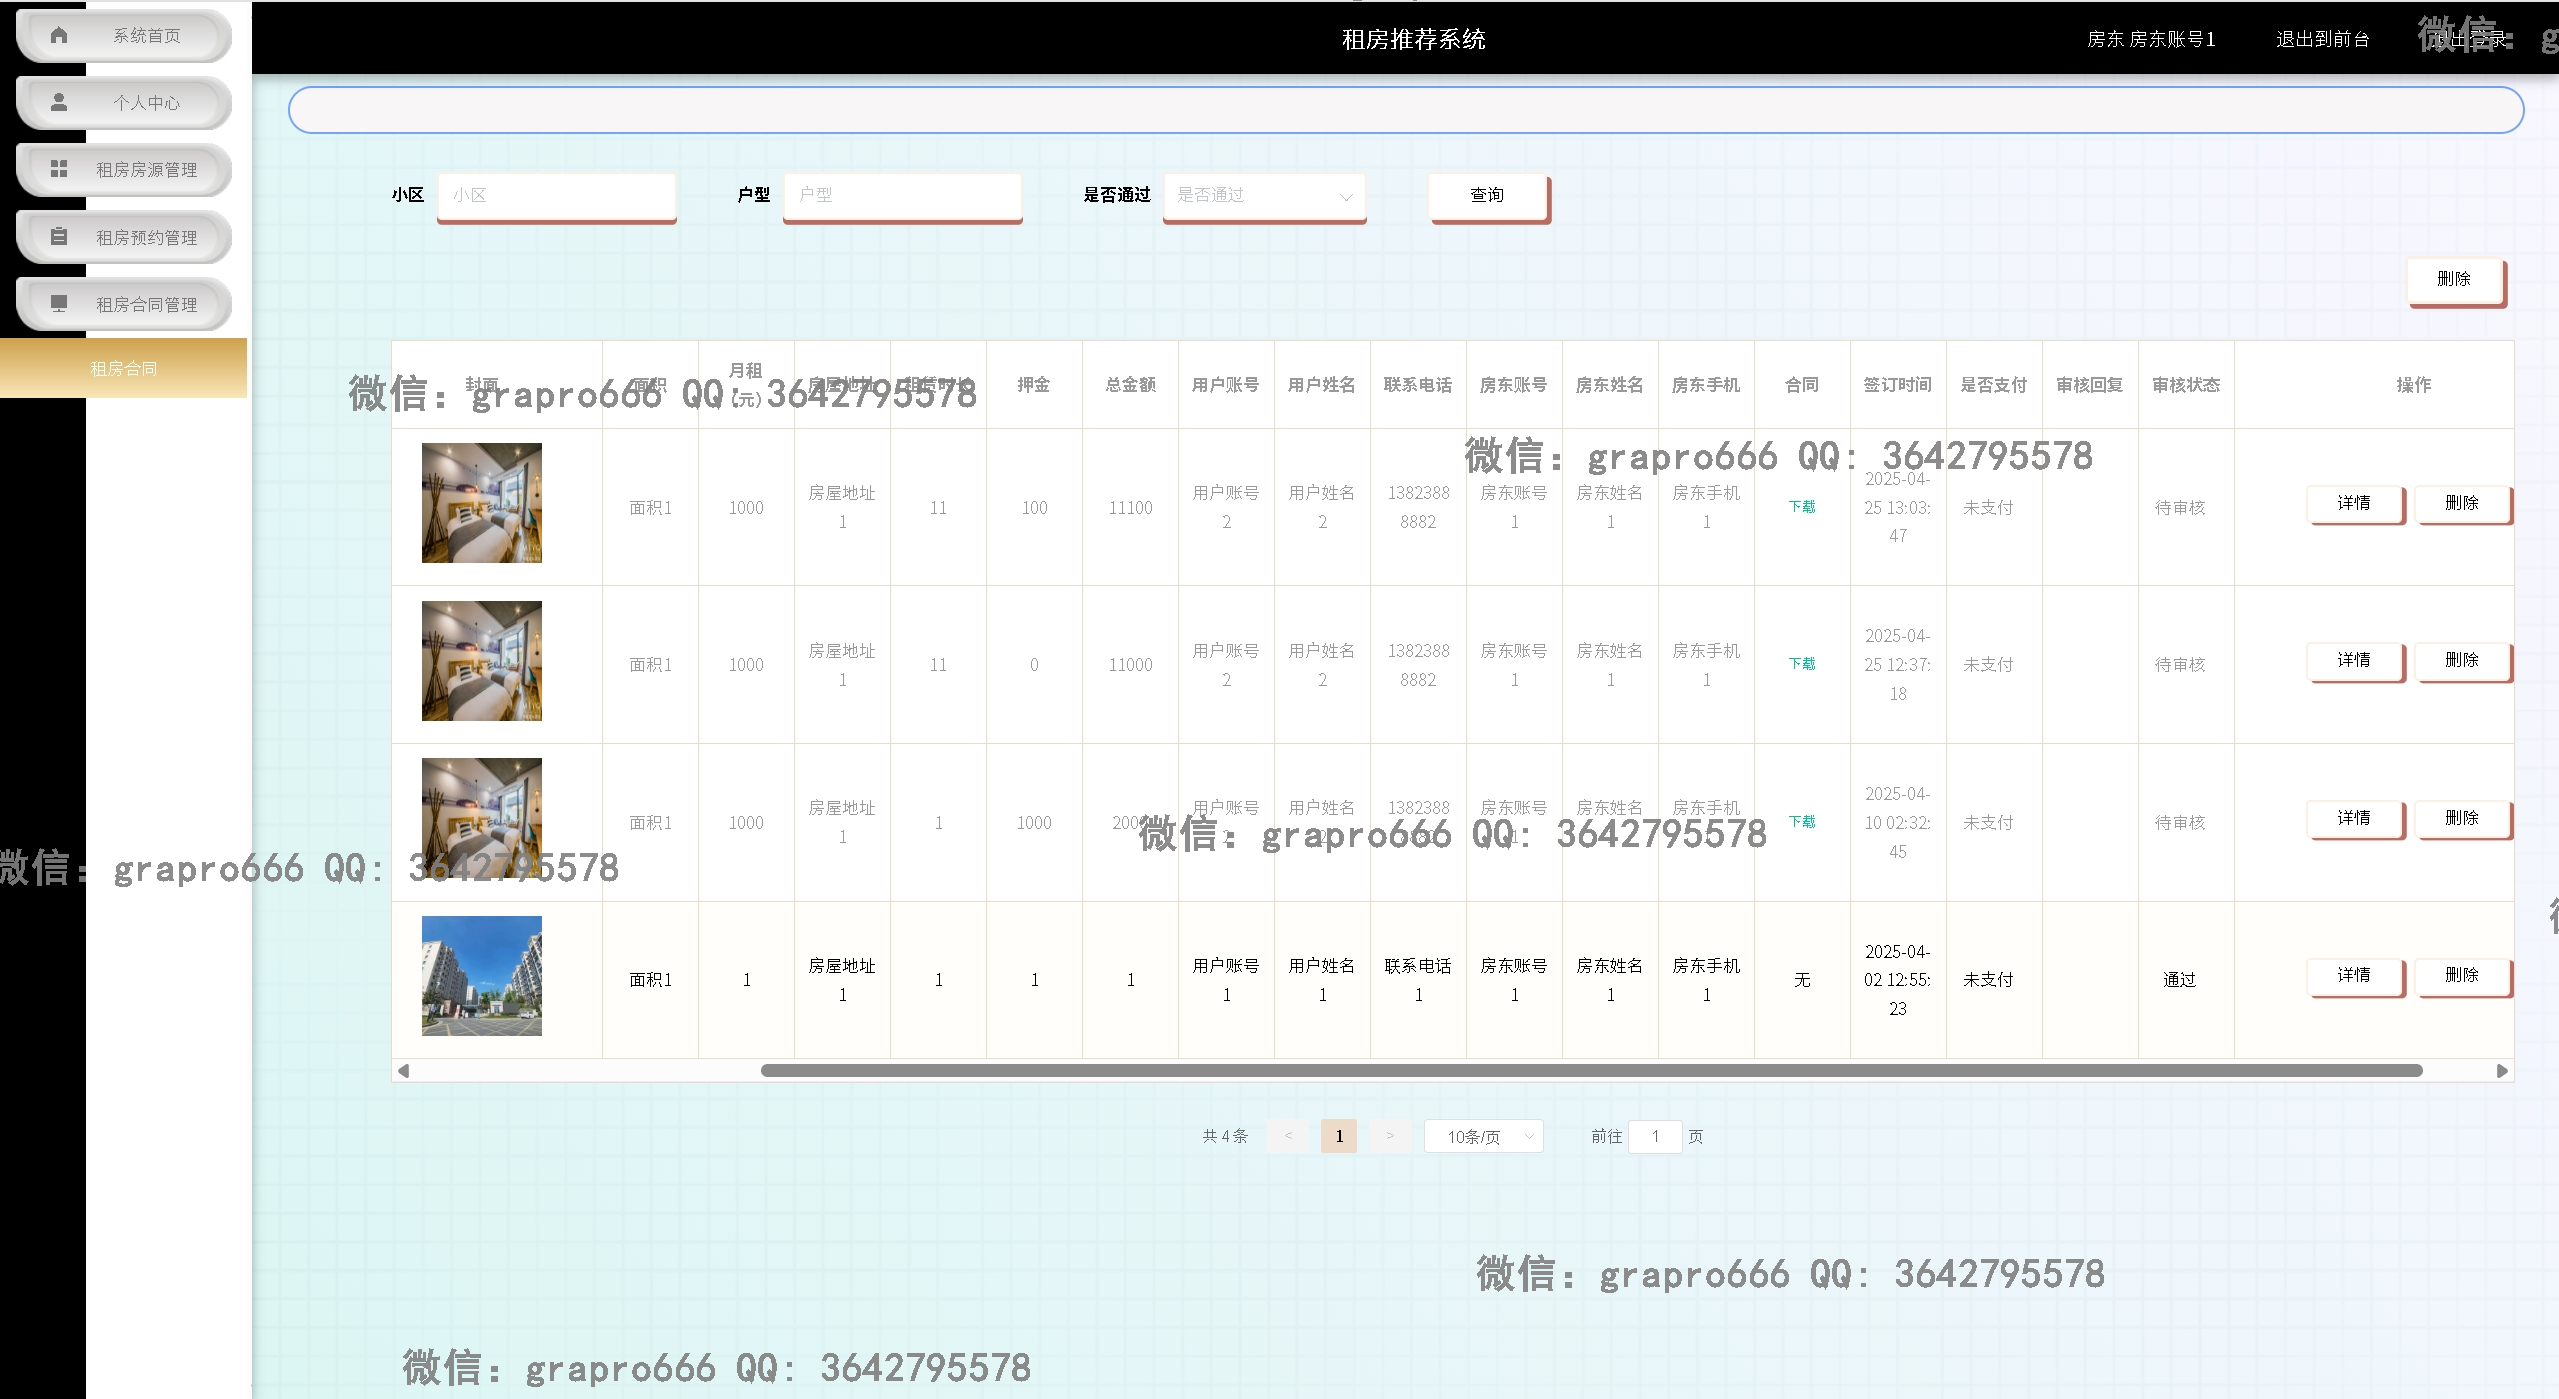 系统首页
个人中心
租房房源管理
租房预约管理
租房合同管理
租房合同
租房推荐系统
房东 房东账号1
退出到前台
退出登录
微信：g
小区 小区 户型 户型 是否通过 是否通过 查询
删除
封面 面积 月租（元） 房屋地址 租赁时长 押金 总金额 用户账号 用户姓名 联系电话 房东账号 房东姓名 房东手机 合同 签订时间 是否支付 审核回复 审核状态 操作
微信：grapro666 QQ：3642795578
微信：grapro666 QQ：3642795578
面积1 1000 房屋地址1 11 100 11100 用户账号2 用户姓名2 13823888882 房东账号1 房东姓名1 房东手机1 下载 2025-04-25 13:03:47 未支付 待审核 详情 删除
面积1 1000 房屋地址1 11 0 11000 用户账号2 用户姓名2 13823888882 房东账号1 房东姓名1 房东手机1 下载 2025-04-25 12:37:18 未支付 待审核 详情 删除
面积1 1000 房屋地址1 1 1000 200 用户账号 用户姓名 13823888882 房东账号1 房东姓名 房东手机 下载 2025-04-10 02:32:45 未支付 待审核 详情 删除
微信：grapro666 QQ：3642795578
微信：grapro666 QQ：3642795578
面积1 1 房屋地址1 1 1 1 用户账号1 用户姓名1 联系电话1 房东账号1 房东姓名1 房东手机1 无 2025-04-02 12:55:23 未支付 通过 详情 删除
共 4 条 < 1 > 10条/页 前往 1 页
微信：grapro666 QQ：3642795578
微信：grapro666 QQ：3642795578